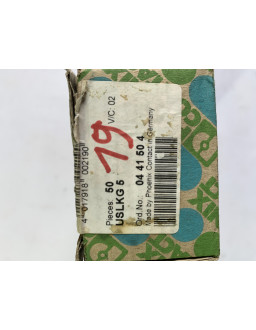 4 017918 002190
Pieces: 50 V/C: 02
USLKG 5
19
Ord.No. 04 41 50 4
Made by Phoenix Contact in Germany